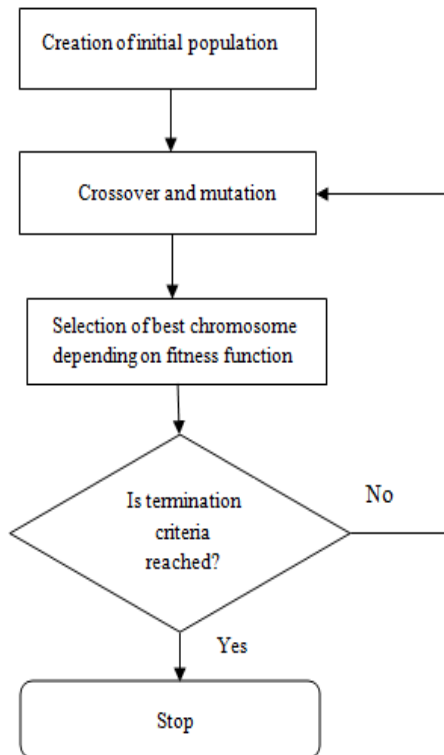 Creation of initial population
Crossover and mutation
Selection of best chromosome
depending on fitness function
Is termination
criteria
reached?
No
Yes
Stop